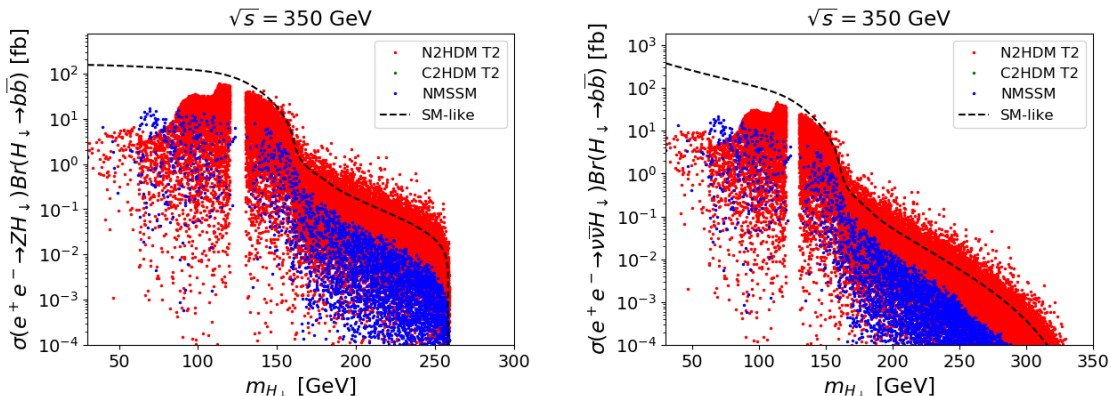 √s = 350 GeV
σ(e⁺ e⁻ → ZH↓)Br(H↓ → bb̅) [fb]
10²
10¹
10⁰
10⁻¹
10⁻²
10⁻³
10⁻⁴
N2HDM T2
C2HDM T2
NMSSM
SM-like
50 100 150 200 250 300
m_H↓ [GeV]
√s = 350 GeV
σ(e⁺ e⁻ → νν̅H↓)Br(H↓ → bb̅) [fb]
10³
10²
10¹
10⁰
10⁻¹
10⁻²
10⁻³
10⁻⁴
N2HDM T2
C2HDM T2
NMSSM
SM-like
50 100 150 200 250 300 350
m_H↓ [GeV]